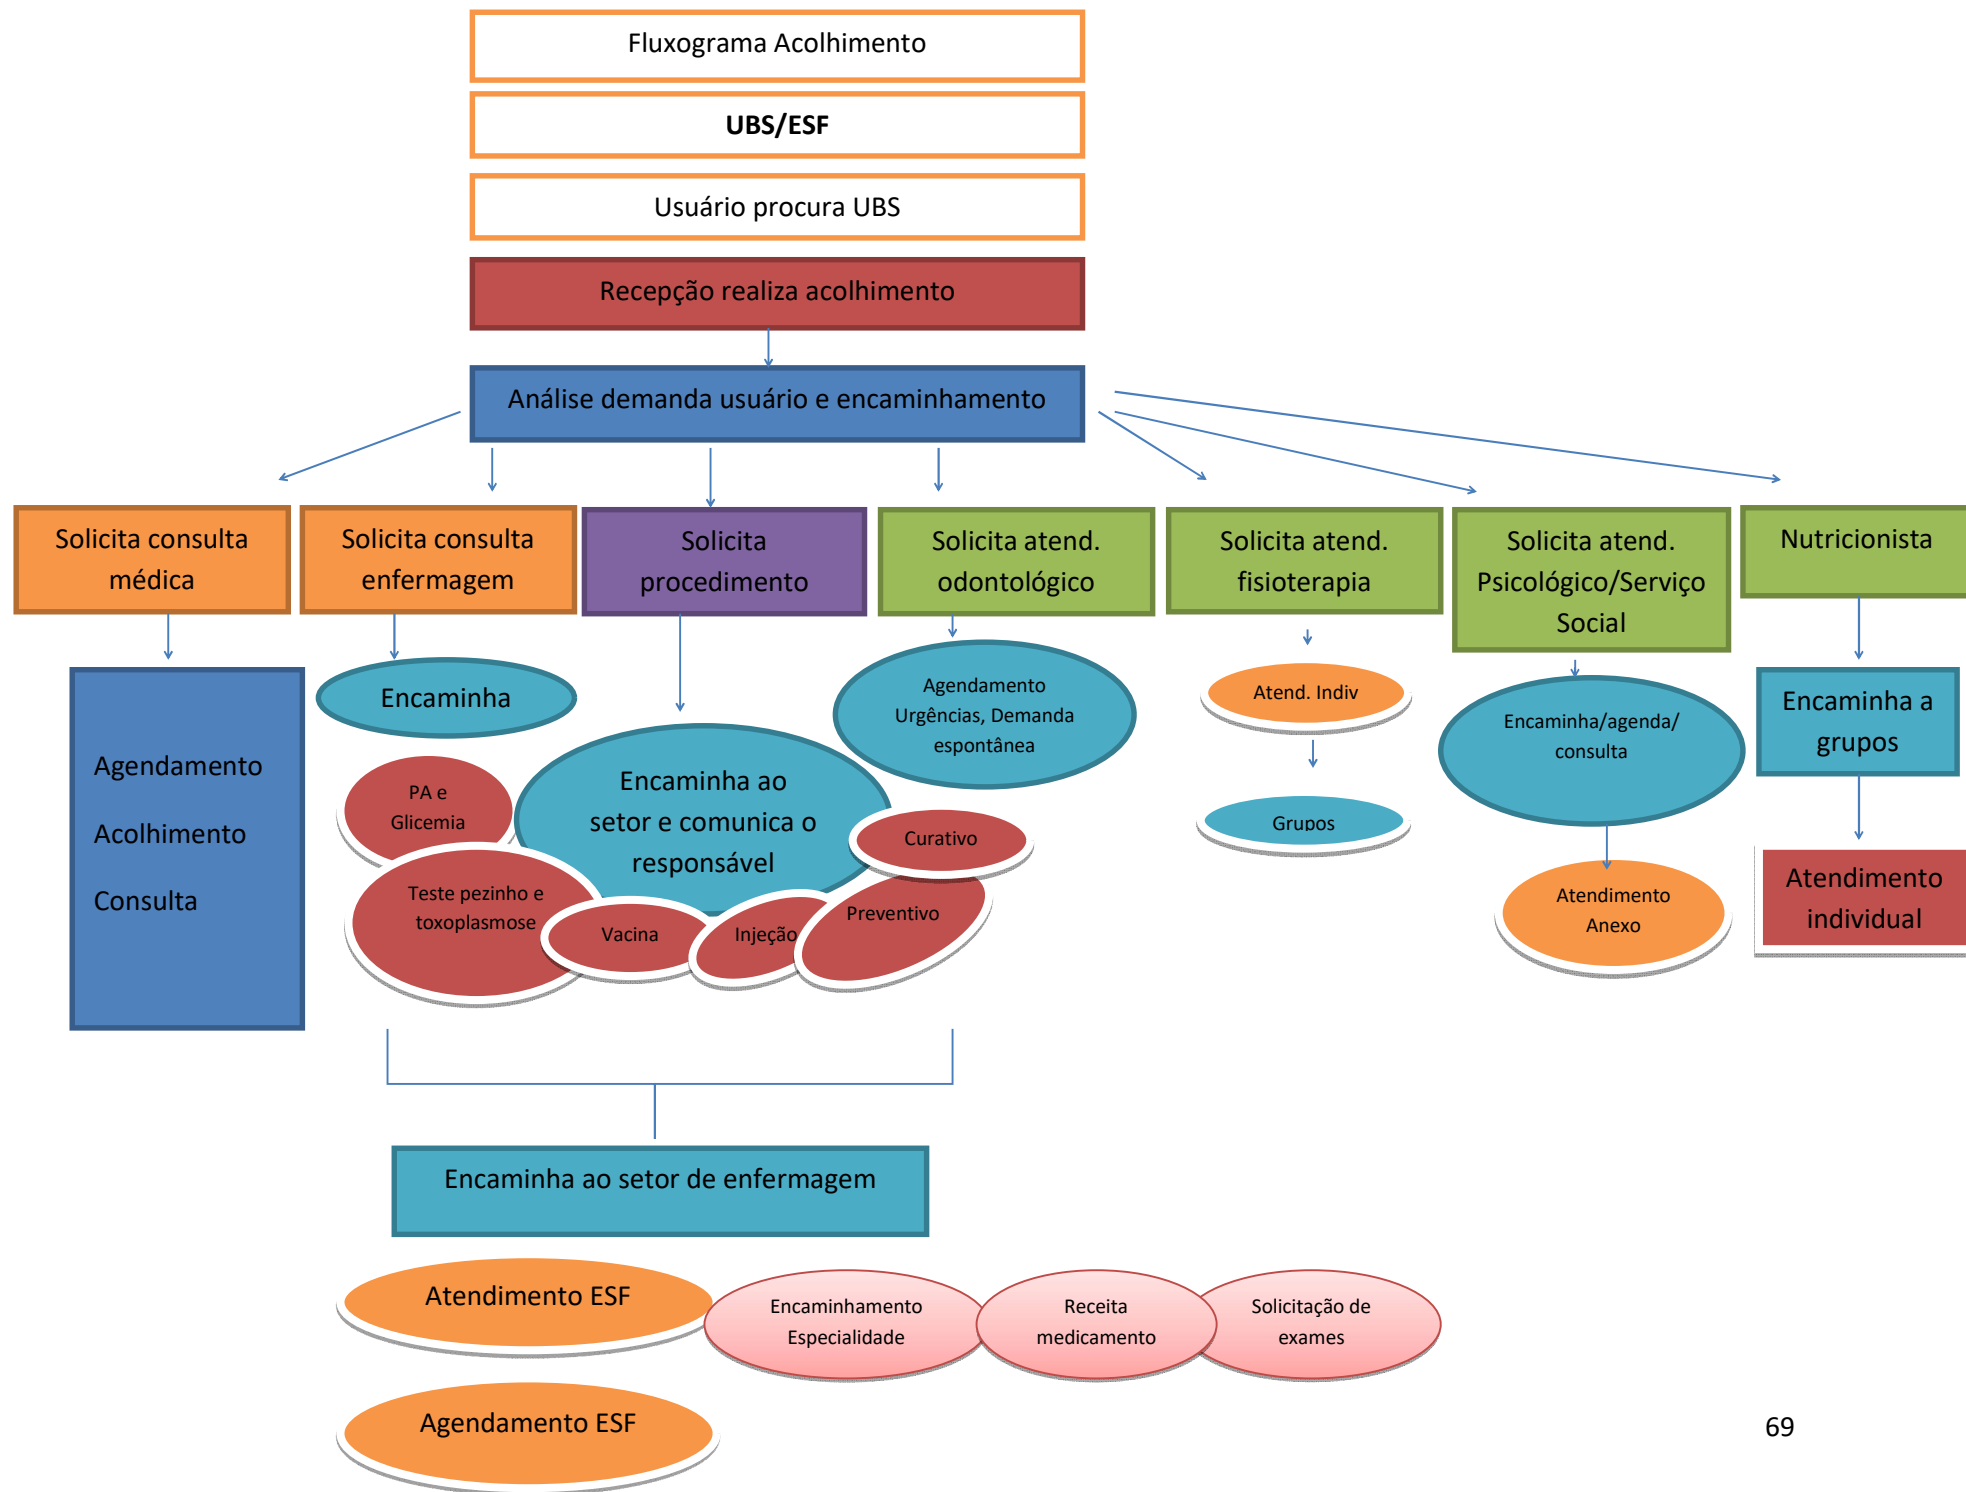 Fluxograma Acolhimento
UBS/ESF
Usuário procura UBS
Recepção realiza acolhimento
Análise demanda usuário e encaminhamento
Solicita consulta
médica
Solicita consulta
enfermagem
Solicita
procedimento
Solicita atend.
odontológico
Solicita atend.
fisioterapia
Solicita atend.
Psicológico/Serviço
Social
Nutricionista
Agendamento
Acolhimento
Consulta
Encaminha
Encaminha ao
setor e comunica o
responsável
Agendamento
Urgências, Demanda
espontânea
Atend. Indiv
Grupos
Encaminha/agenda/
consulta
Atendimento
Anexo
Encaminha a
grupos
Atendimento
individual
PA e
Glicemia
Teste pezinho e
toxoplasmose
Vacina
Injeção
Preventivo
Curativo
Encaminha ao setor de enfermagem
Atendimento ESF
Encaminhamento
Especialidade
Receita
medicamento
Solicitação de
exames
Agendamento ESF
69